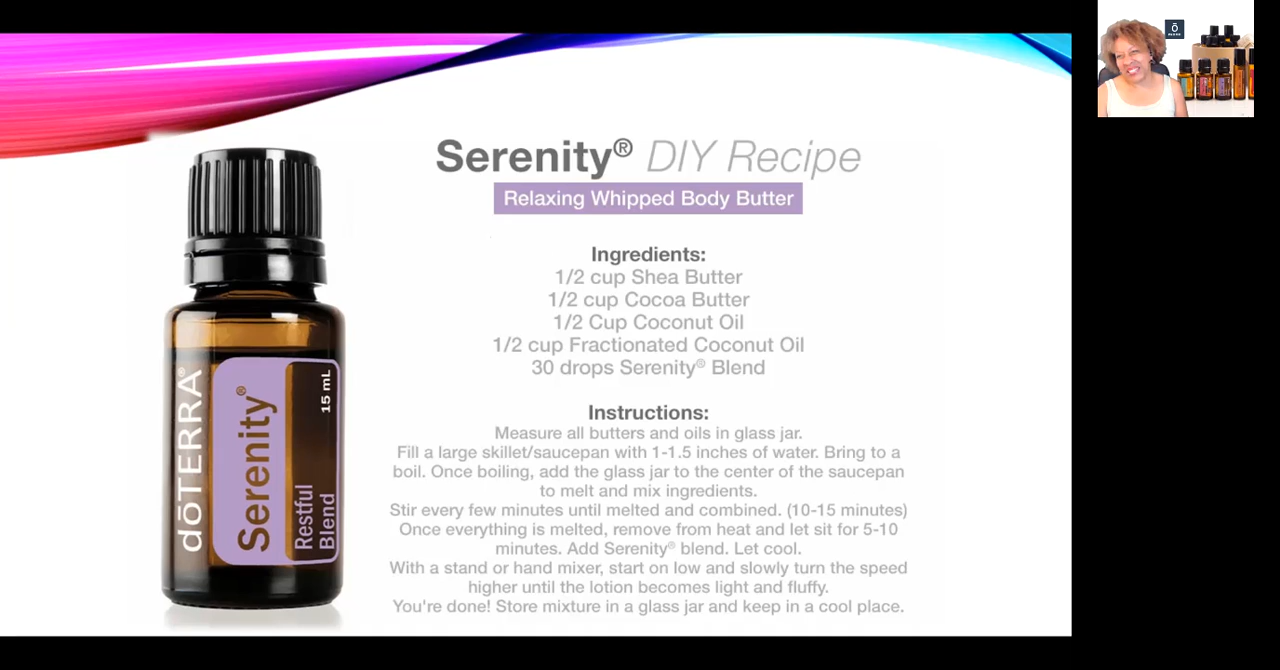 Serenity® DIY Recipe
Relaxing Whipped Body Butter
Ingredients:
1/2 cup Shea Butter
1/2 cup Cocoa Butter
1/2 Cup Coconut Oil
1/2 cup Fractionated Coconut Oil
30 drops Serenity® Blend
Instructions:
Measure all butters and oils in glass jar.
Fill a large skillet/saucepan with 1-1.5 inches of water. Bring to a
boil. Once boiling, add the glass jar to the center of the saucepan
to melt and mix ingredients.
Stir every few minutes until melted and combined. (10-15 minutes)
Once everything is melted, remove from heat and let sit for 5-10
minutes. Add Serenity® blend. Let cool.
With a stand or hand mixer, start on low and slowly turn the speed
higher until the lotion becomes light and fluffy.
You're done! Store mixture in a glass jar and keep in a cool place.
dōTERRA®
Serenity®
Restful
Blend
15 mL